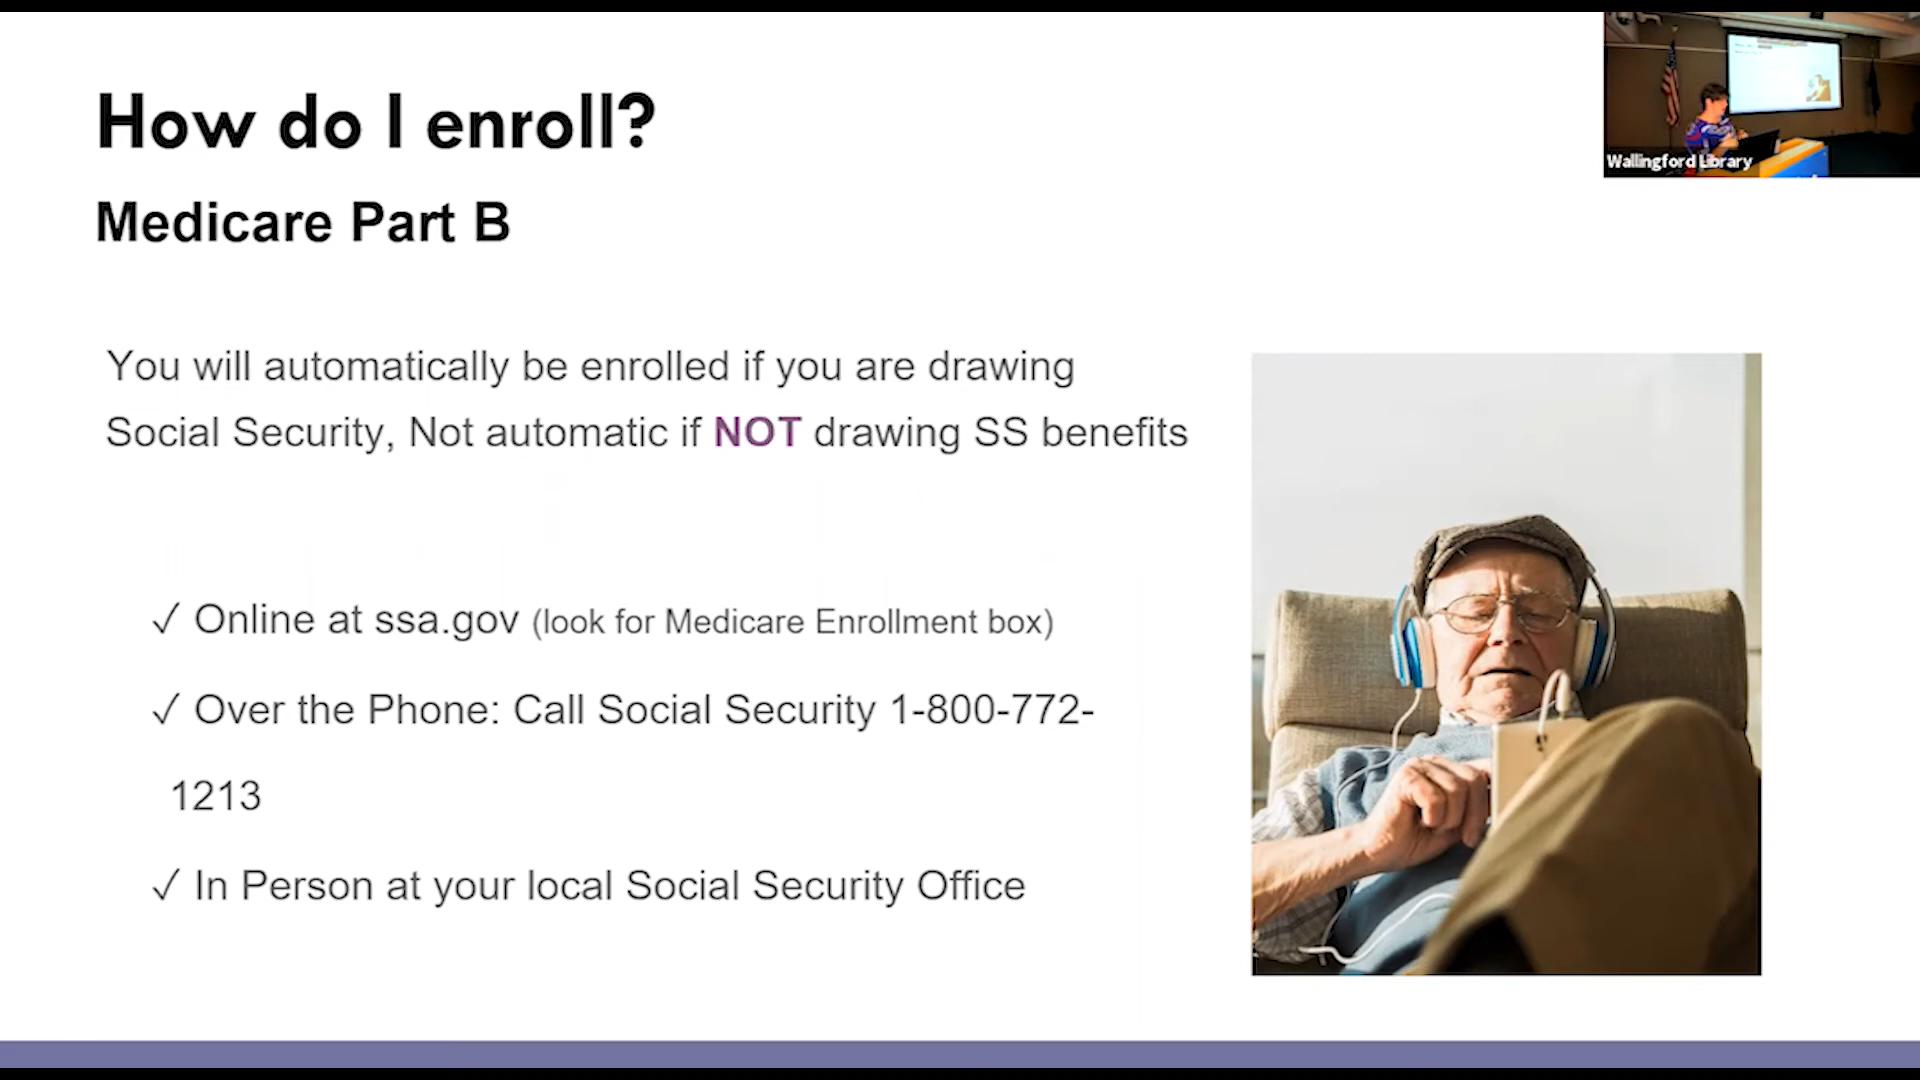 How do I enroll?
Medicare Part B
Wallingford Library
You will automatically be enrolled if you are drawing
Social Security, Not automatic if NOT drawing SS benefits
✓ Online at ssa.gov (look for Medicare Enrollment box)
✓ Over the Phone: Call Social Security 1-800-772-
1213
✓ In Person at your local Social Security Office